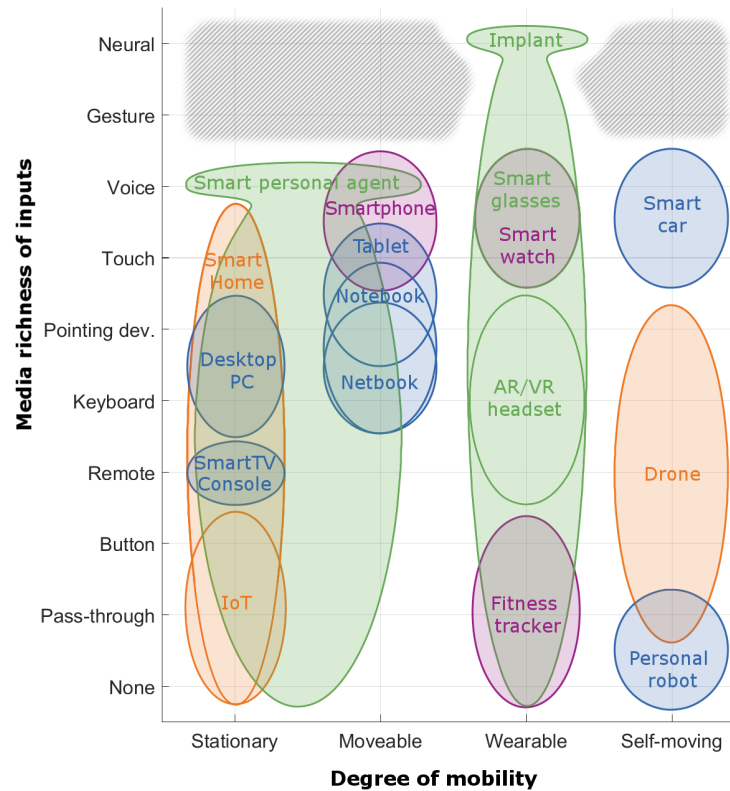 Neural
Implant
Gesture
Voice
Smart personal agent
Smart
glasses
Smart
car
Smartphone
Smart
watch
Touch
Tablet
Smart
Home
Notebook
Pointing dev.
Desktop
PC
Netbook
AR/VR
headset
Keyboard
Remote
SmartTV
Console
Drone
Button
Pass-through
IoT
Fitness
tracker
Personal
robot
None
Stationary
Moveable
Wearable
Self-moving
Degree of mobility
Media richness of inputs